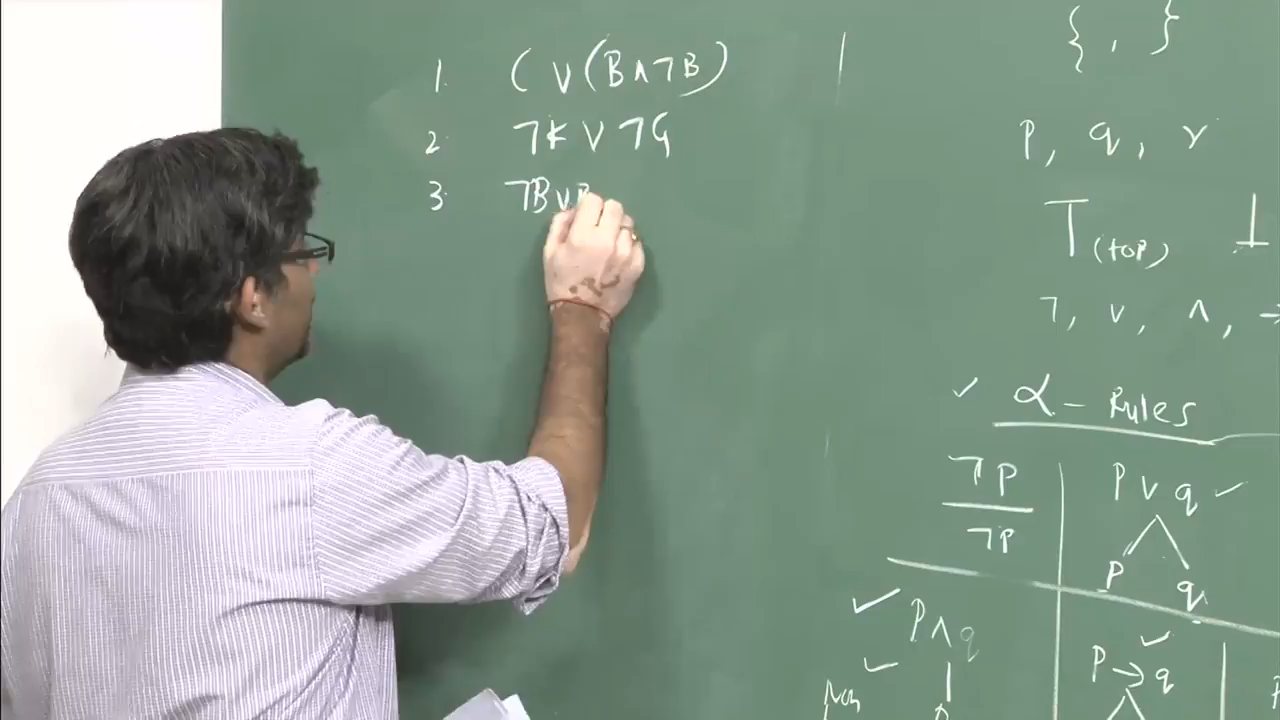 1. C ∨ (B ∧ ¬B)
2. ¬K ∨ ¬G
3. ¬B ∨ B
{ , }
P, q, r
⊤ (top) ⊥
¬, ∨, ∧, →
✓ α - Rules
¬P
¬P
P ∨ q ✓
P q
✓ P ∧ q
✓
P → q ✓